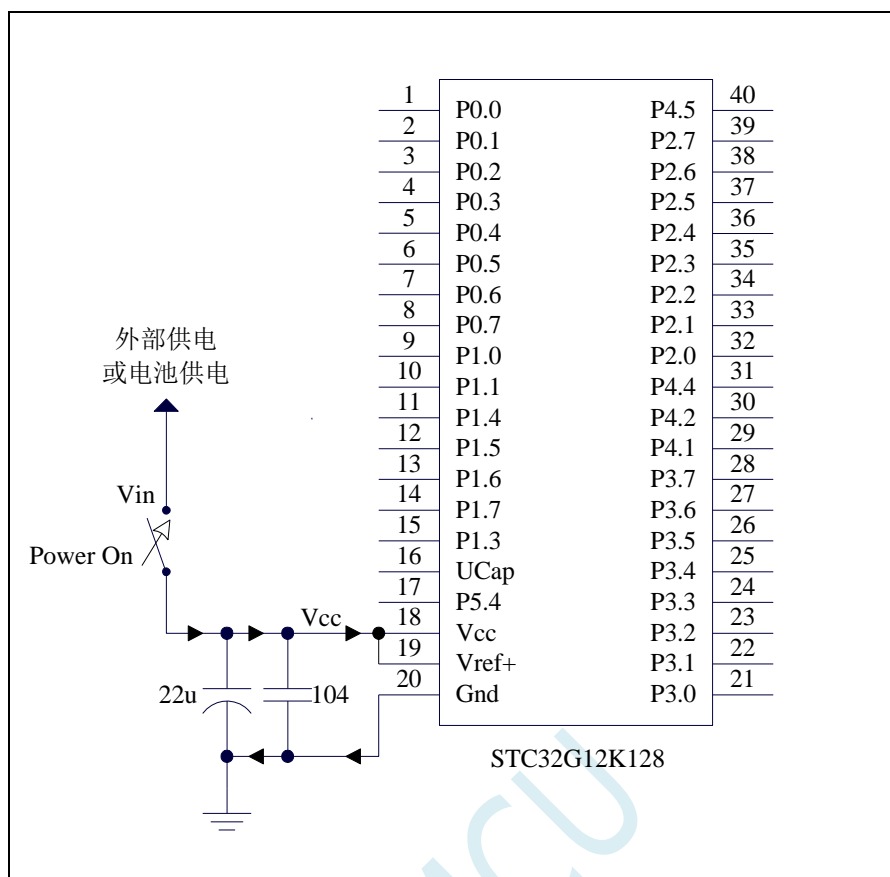 1 P0.0 P4.5 40
2 P0.1 P2.7 39
3 P0.2 P2.6 38
4 P0.3 P2.5 37
5 P0.4 P2.4 36
6 P0.5 P2.3 35
7 P0.6 P2.2 34
8 P0.7 P2.1 33
9 P1.0 P2.0 32
10 P1.1 P4.4 31
11 P1.4 P4.2 30
12 P1.5 P4.1 29
13 P1.6 P3.7 28
14 P1.7 P3.6 27
15 P1.3 P3.5 26
16 UCap P3.4 25
17 P5.4 P3.3 24
18 Vcc P3.2 23
19 Vref+ P3.1 22
20 Gnd P3.0 21
外部供电
或电池供电
Vin
Power On
Vcc
22u
104
STC32G12K128
MCU